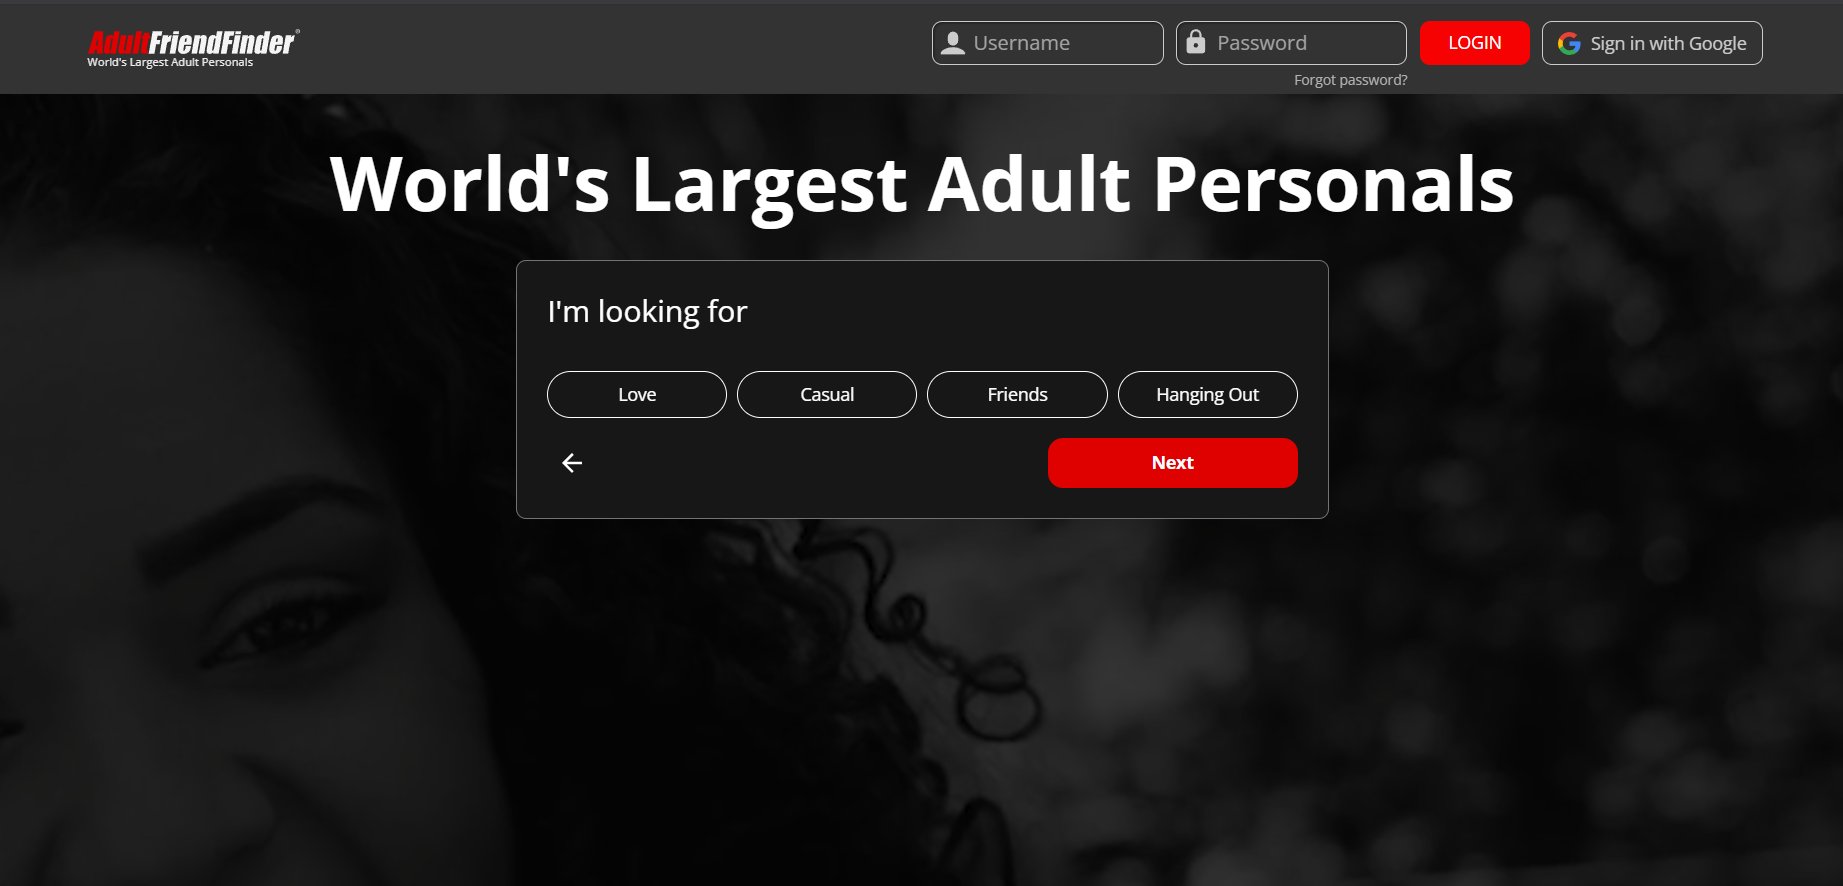 AdultFriendFinder®
World's Largest Adult Personals
Username
Password
LOGIN
Sign in with Google
Forgot password?
World's Largest Adult Personals
I'm looking for
Love
Casual
Friends
Hanging Out
Next